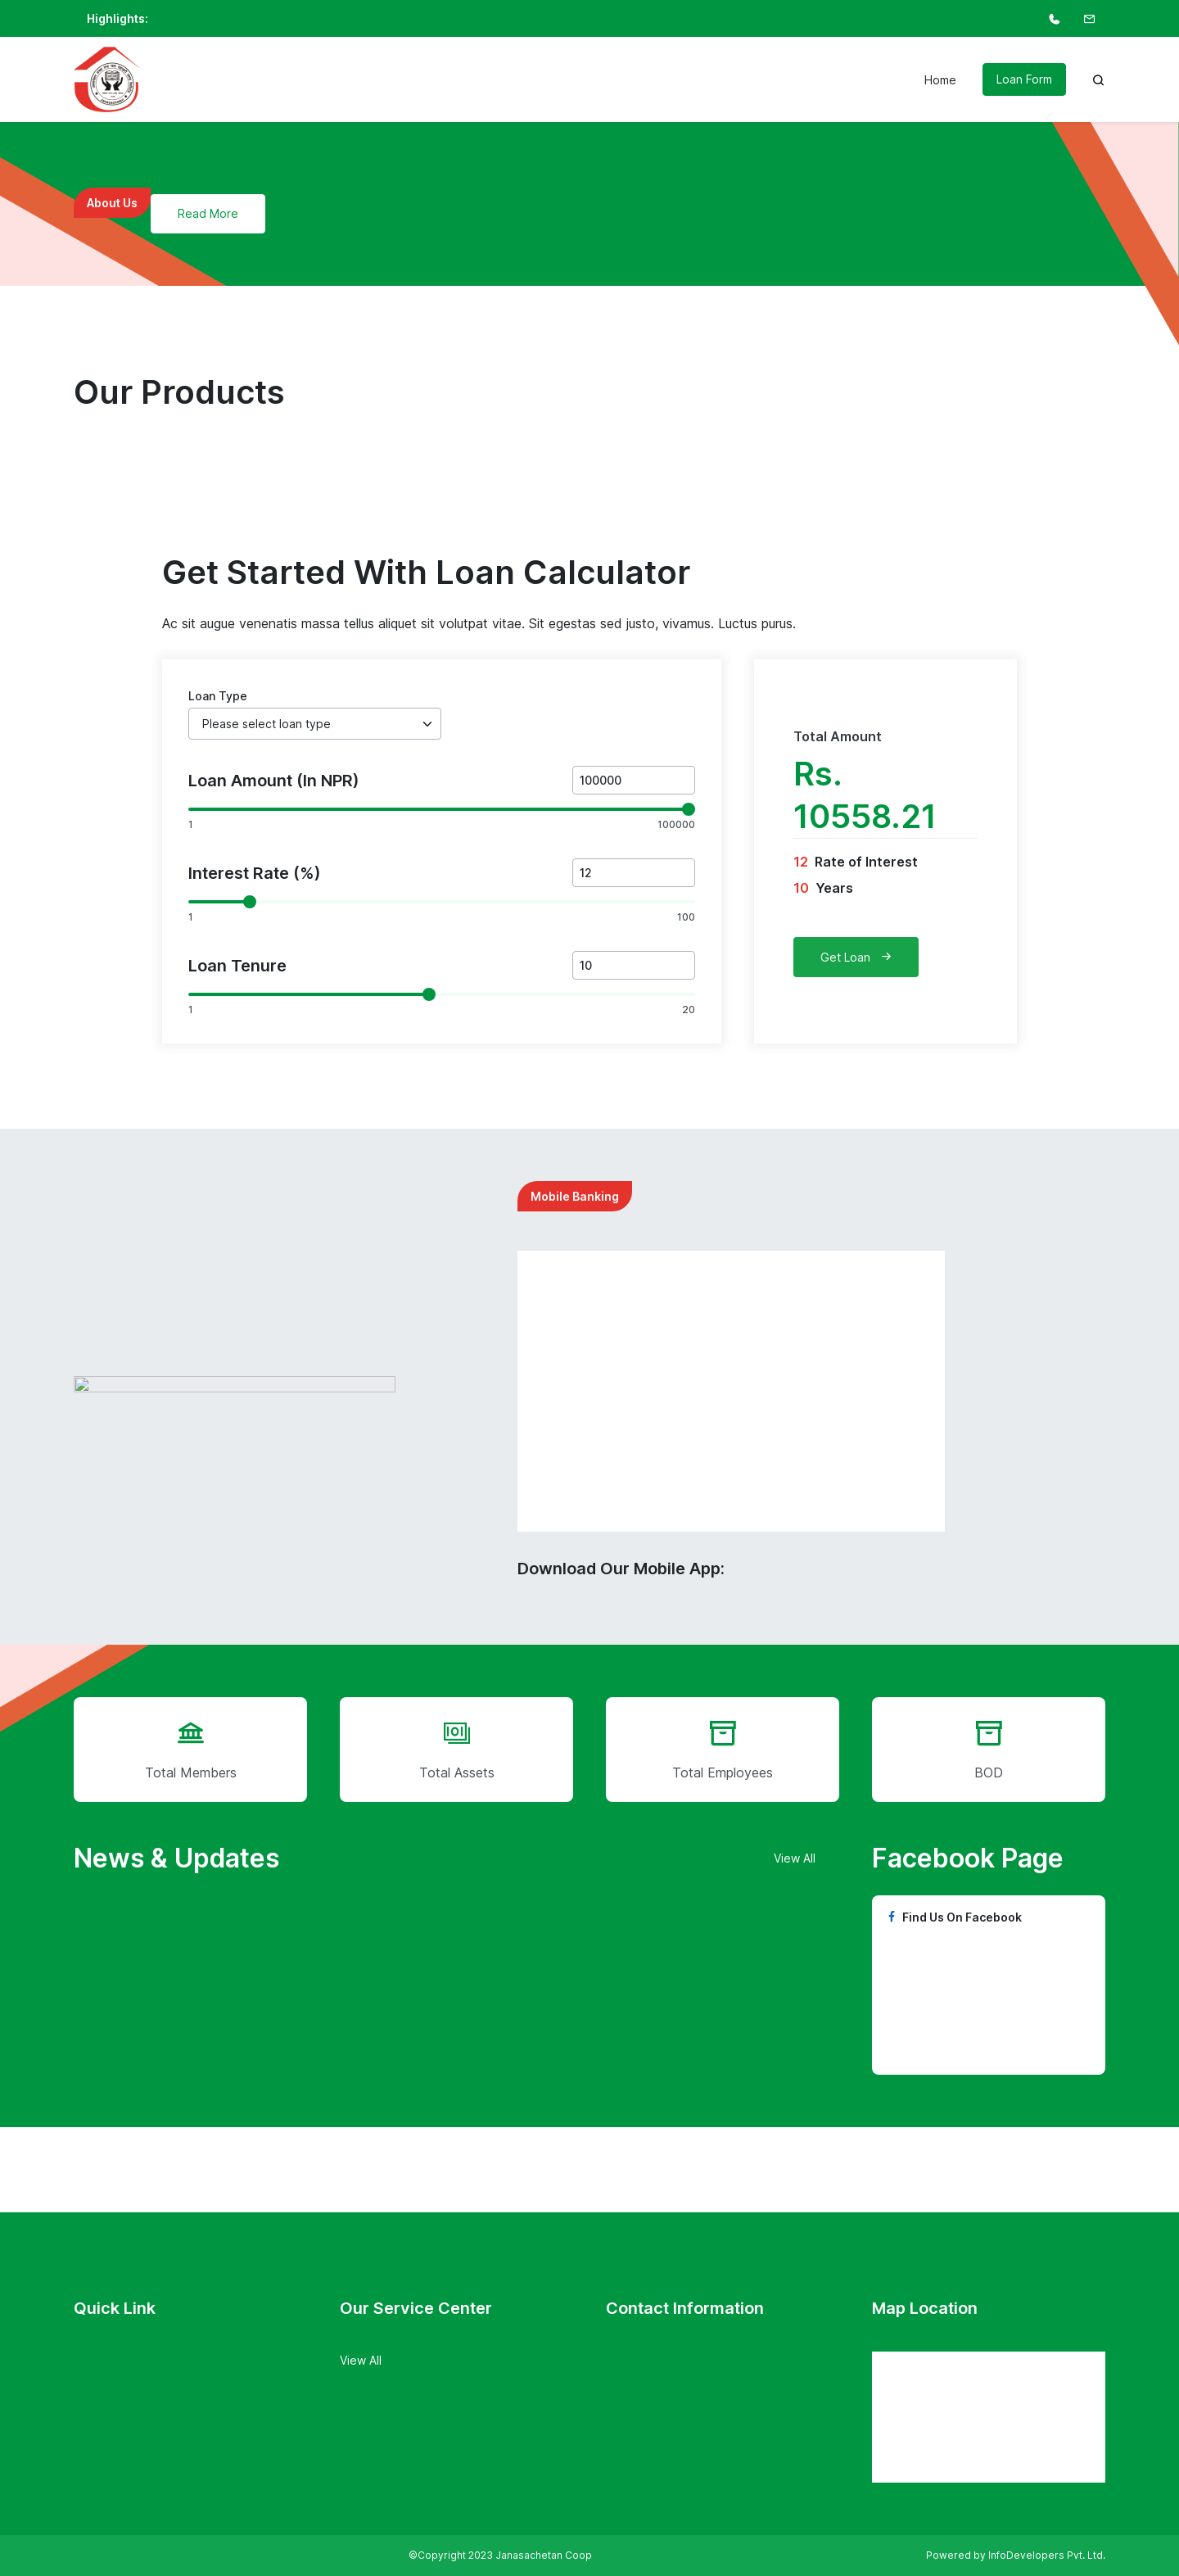 Highlights:
Home
Loan Form
About Us
Read More
Our Products
Get Started With Loan Calculator
Ac sit augue venenatis massa tellus aliquet sit volutpat vitae. Sit egestas sed justo, vivamus. Luctus purus.
Loan Type
Please select loan type
Loan Amount (In NPR)
100000
1
100000
Interest Rate (%)
12
1
100
Loan Tenure
10
1
20
Total Amount
Rs.
10558.21
12 Rate of Interest
10 Years
Get Loan
Mobile Banking
Download Our Mobile App:
Total Members
Total Assets
Total Employees
BOD
News & Updates
View All
Facebook Page
Find Us On Facebook
Quick Link
Our Service Center
View All
Contact Information
Map Location
©Copyright 2023 Janasachetan Coop
Powered by InfoDevelopers Pvt. Ltd.